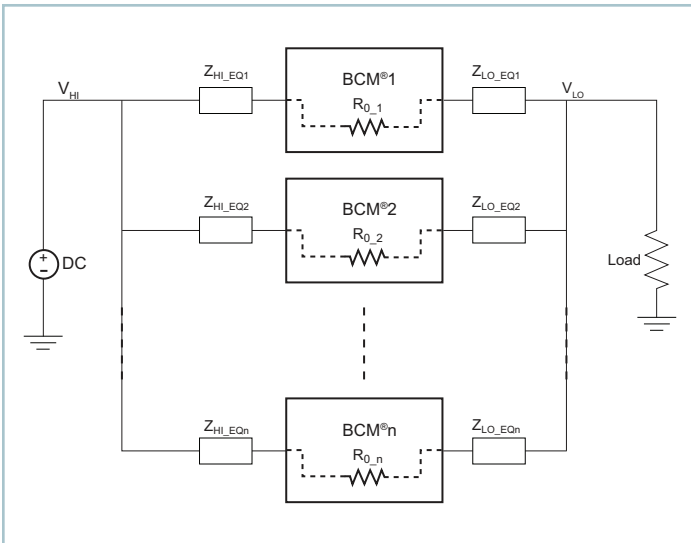 Z_HI_EQ1 BCM®1 Z_LO_EQ1
V_HI R_0_1 V_LO
Z_HI_EQ2 BCM®2 Z_LO_EQ2
R_0_2
+
DC Load
-
Z_HI_EQn BCM®n Z_LO_EQn
R_0_n